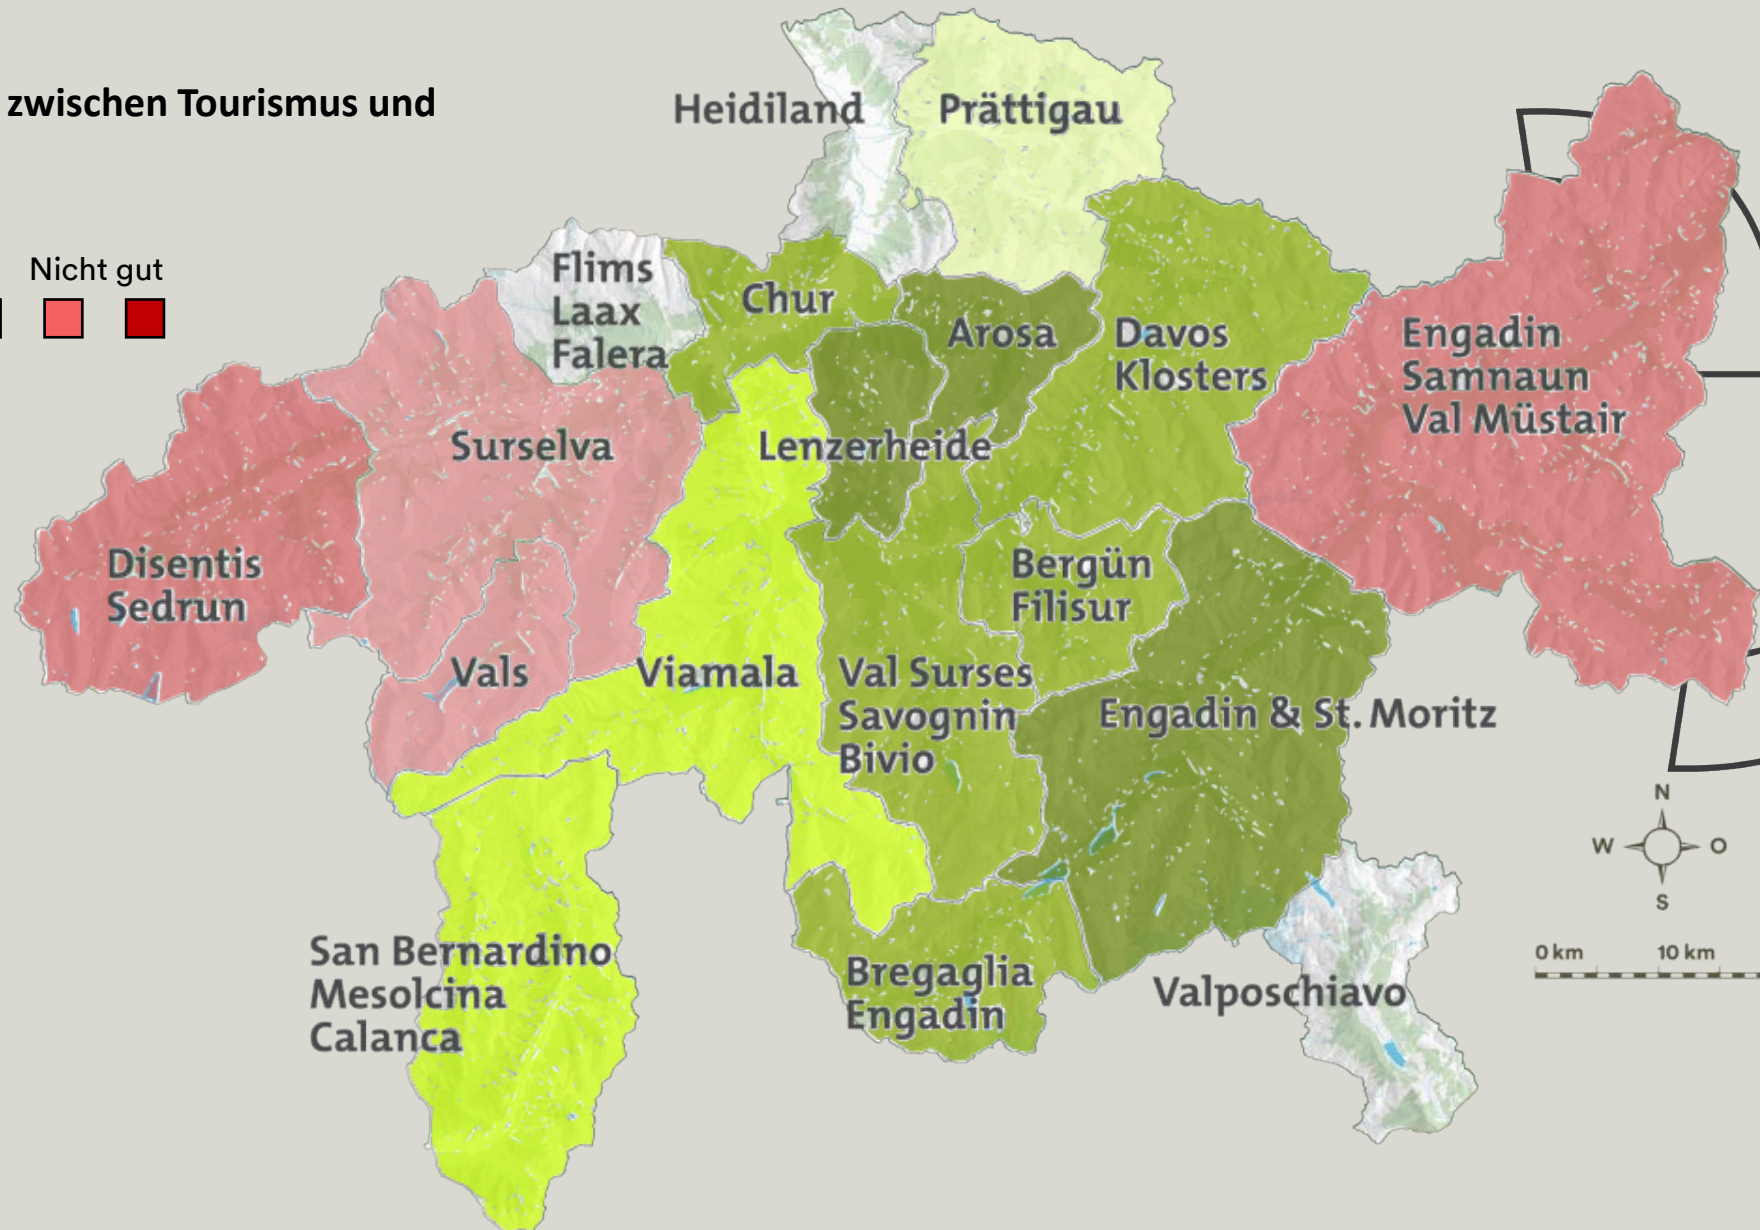 zwischen Tourismus und
Nicht gut
Heidiland
Prättigau
Flims
Laax
Falera
Chur
Arosa
Davos
Klosters
Engadin
Samnaun
Val Müstair
Surselva
Lenzerheide
Disentis
Sedrun
Bergün
Filisur
Vals
Viamala
Val Surses
Savognin
Bivio
Engadin & St. Moritz
San Bernardino
Mesolcina
Calanca
Bregaglia
Engadin
Valposchiavo
N
W
O
S
0 km
10 km